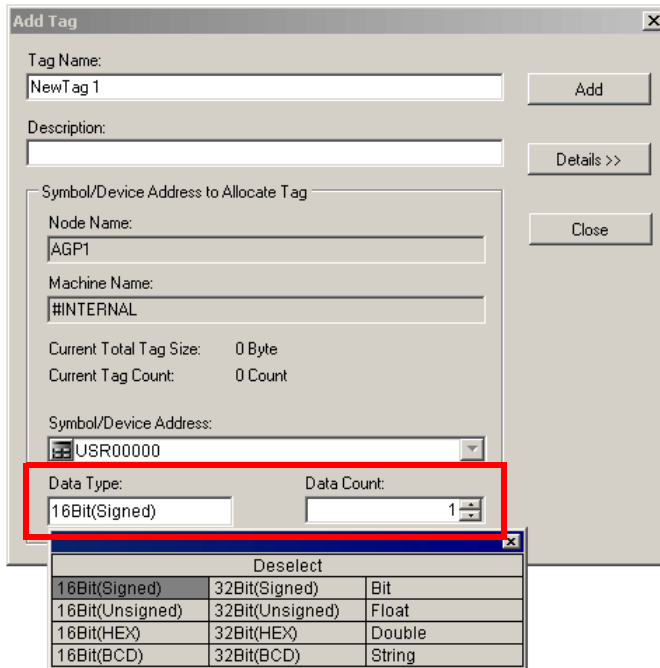 Add Tag
Tag Name:
NewTag 1
Add
Description:
Details >>
Symbol/Device Address to Allocate Tag
Node Name:
AGP1
Close
Machine Name:
#INTERNAL
Current Total Tag Size: 0 Byte
Current Tag Count: 0 Count
Symbol/Device Address:
USR00000
Data Type: Data Count:
16Bit(Signed) 1
Deselect
16Bit(Signed) 32Bit(Signed) Bit
16Bit(Unsigned) 32Bit(Unsigned) Float
16Bit(HEX) 32Bit(HEX) Double
16Bit(BCD) 32Bit(BCD) String